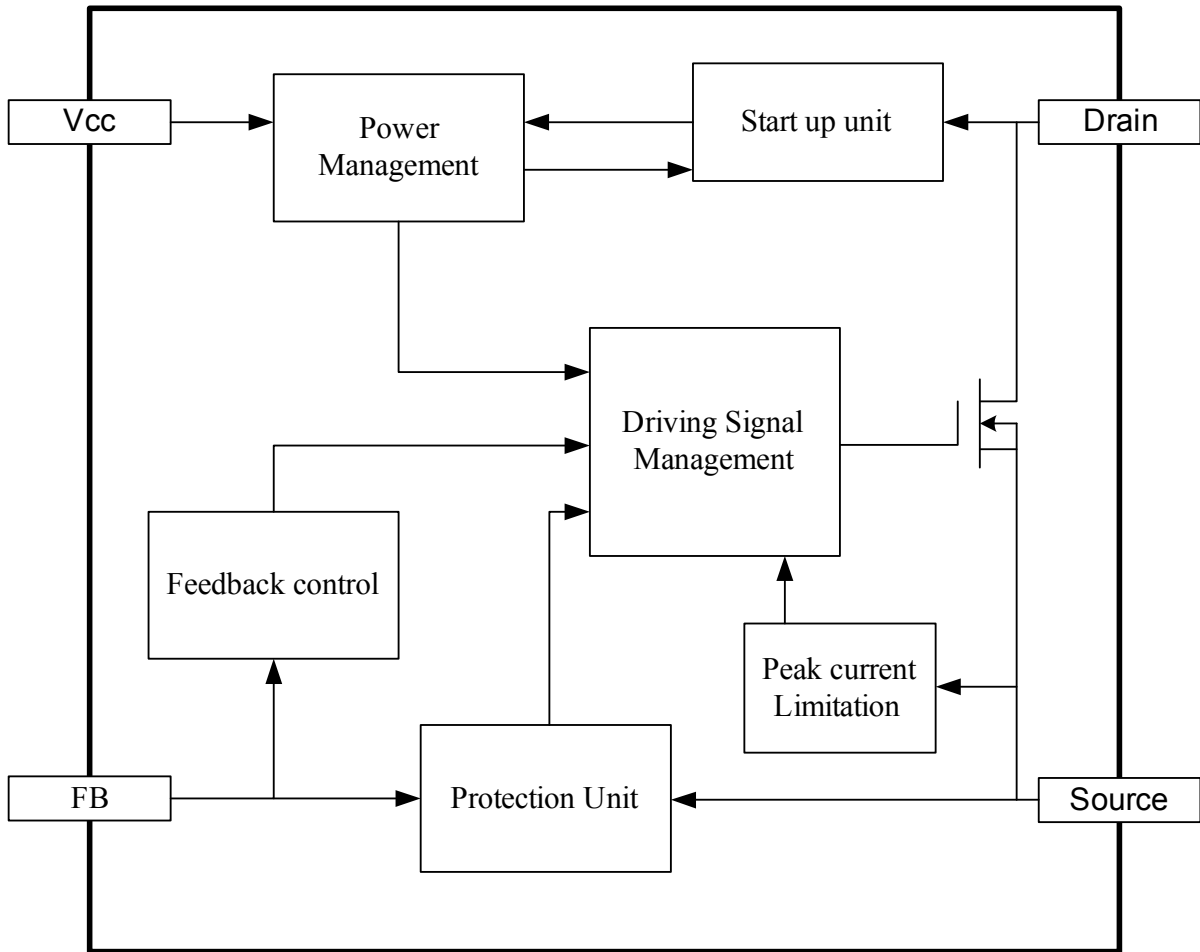 Vcc
Power
Management
Start up unit
Drain
Driving Signal
Management
Feedback control
Peak current
Limitation
FB
Protection Unit
Source